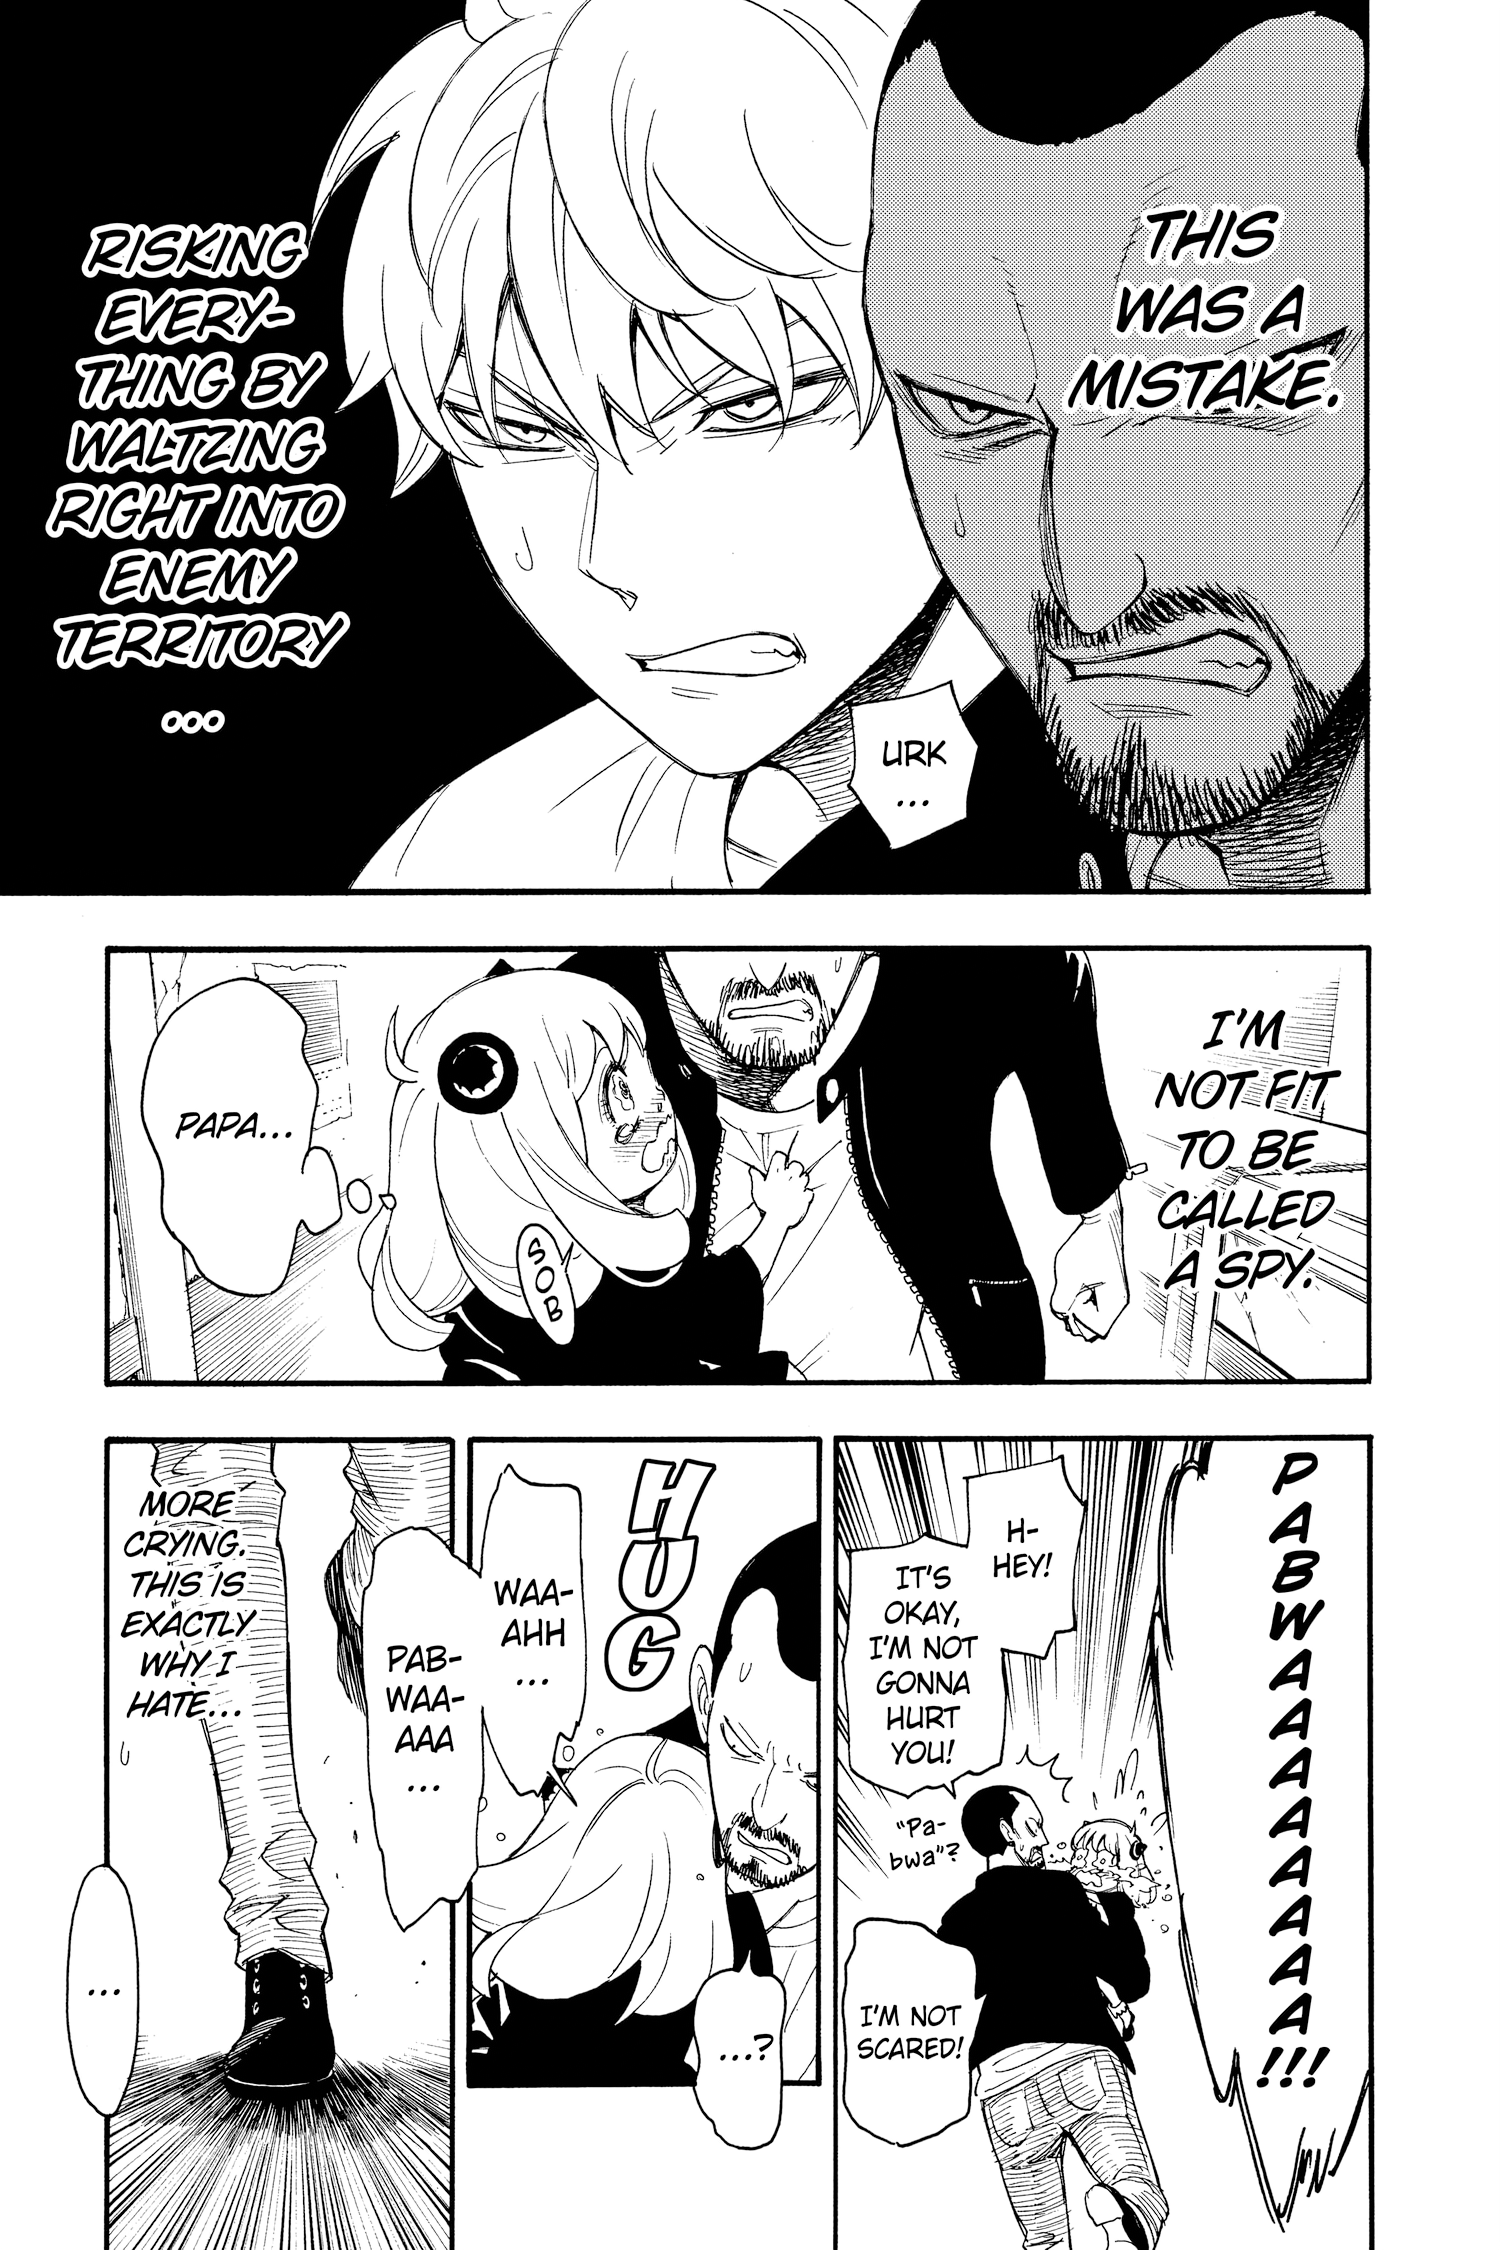 THIS
WAS A
MISTAKE.
RISKING
EVERY-
THING BY
WALTZING
RIGHT INTO
ENEMY
TERRITORY
...
URK
...
I'M
NOT FIT
TO BE
CALLED
A SPY.
SOB
PAPA...
PABWAAAAAAAAA!!!
H-
HEY!
IT'S
OKAY,
I'M NOT
GONNA
HURT
YOU!
"Pa-
bwa"?
I'M NOT
SCARED!
HUG
WAA-
AHH
...
...?
PAB-
WAA-
AAA
...
MORE
CRYING.
THIS IS
EXACTLY
WHY I
HATE...
...